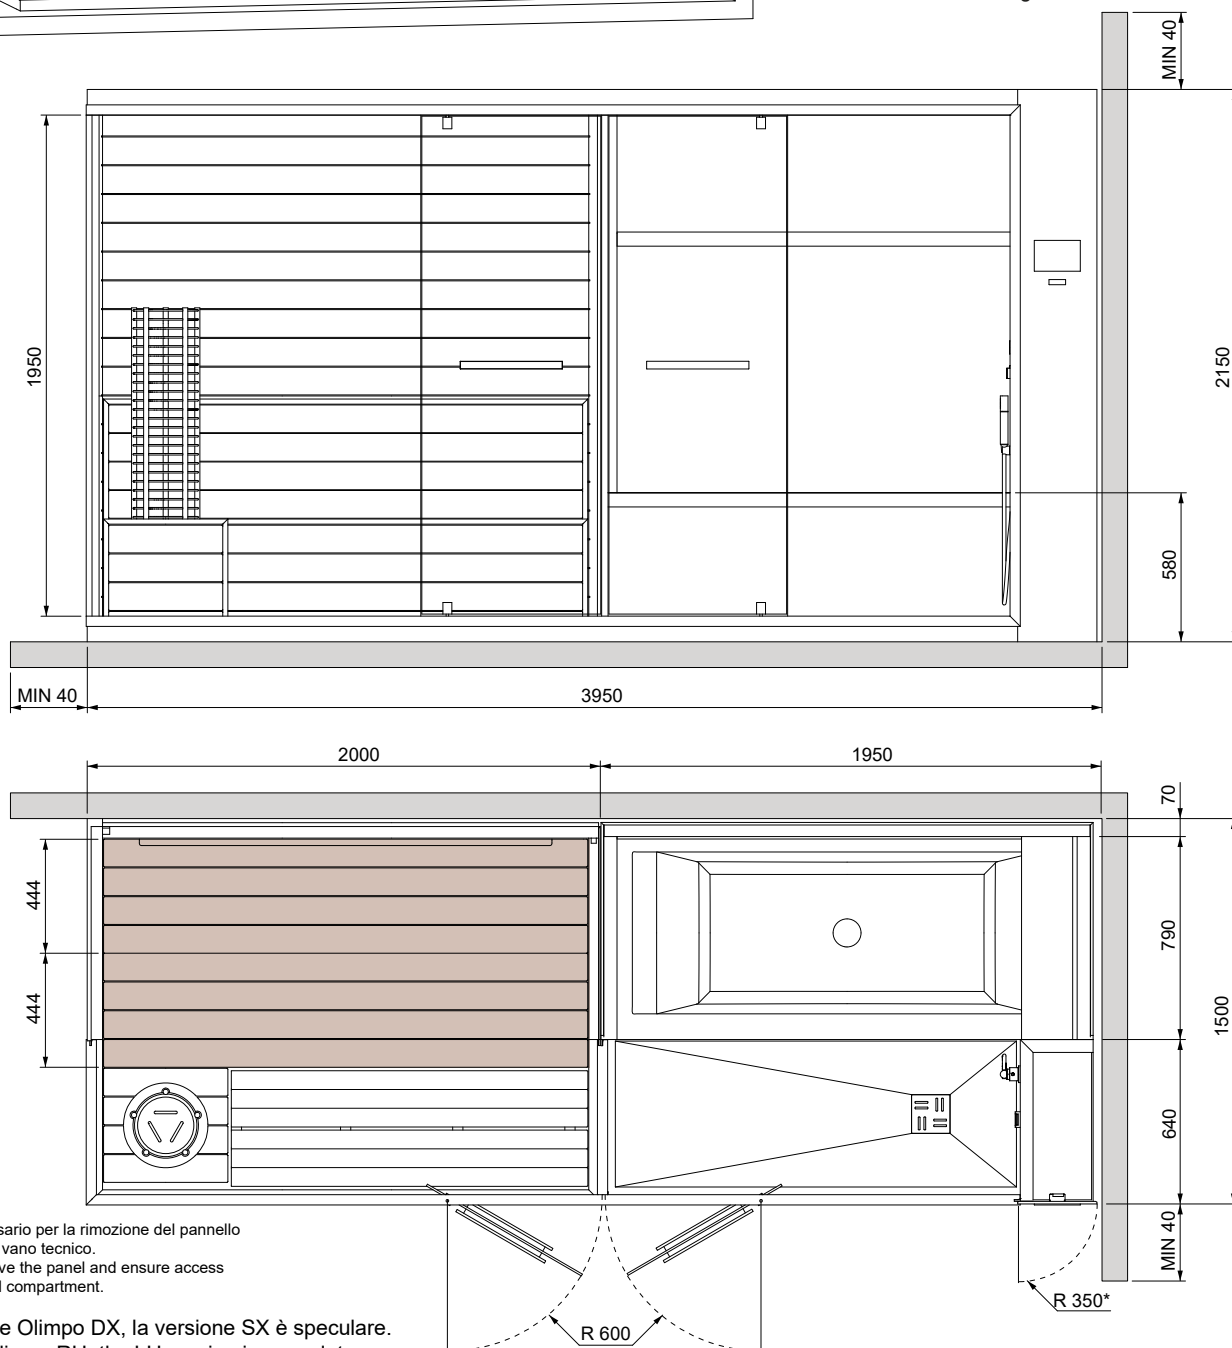 MIN 40
1950
2150
580
MIN 40
3950
2000
1950
70
444
790
444
1500
640
MIN 40
sario per la rimozione del pannello
vano tecnico.
ve the panel and ensure access
compartment.
R 350*
e Olimpo DX, la versione SX è speculare.
R 600